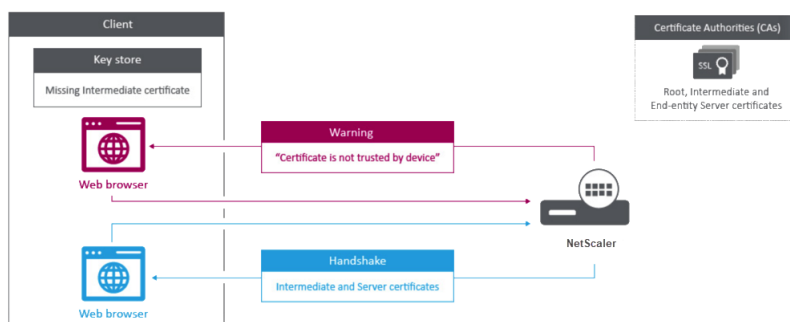 Client
Key store
Missing Intermediate certificate
Web browser
Warning
“Certificate is not trusted by device”
Certificate Authorities (CAs)
SSL
Root, Intermediate and
End-entity Server certificates
NetScaler
Handshake
Intermediate and Server certificates
Web browser